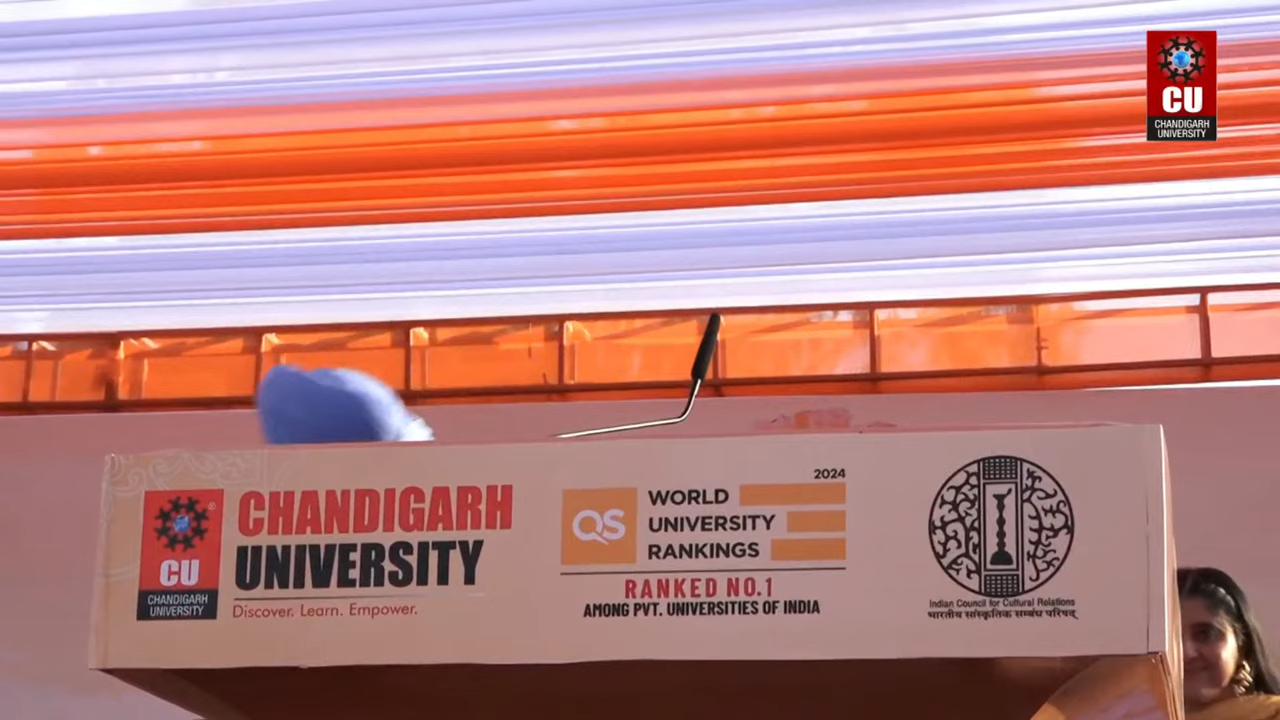 CU
CHANDIGARH
UNIVERSITY
CU
CHANDIGARH
UNIVERSITY
CHANDIGARH
UNIVERSITY
Discover. Learn. Empower.
2024
QS
WORLD
UNIVERSITY
RANKINGS
RANKED NO.1
AMONG PVT. UNIVERSITIES OF INDIA
Indian Council for Cultural Relations
भारतीय सांस्कृतिक सम्बंध परिषद्